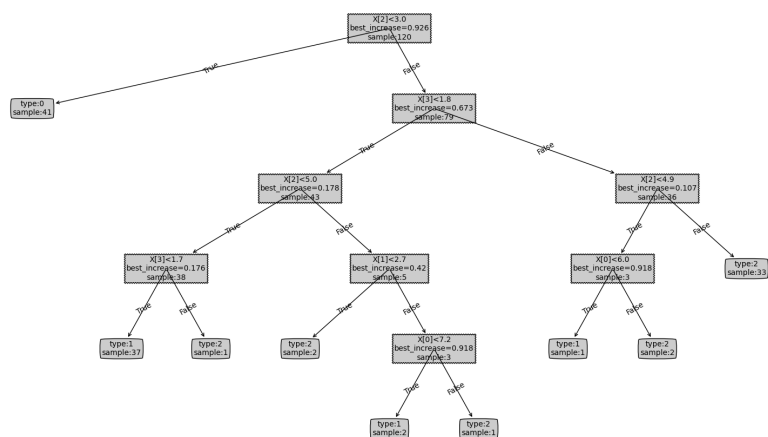 X[2]<3.0
best_increase=0.926
sample:120
True
False
type:0
sample:41
X[3]<1.8
best_increase=0.673
sample:79
True
False
X[2]<5.0
best_increase=0.178
sample:43
X[2]<4.9
best_increase=0.107
sample:36
True
False
True
False
X[3]<1.7
best_increase=0.176
sample:38
X[1]<2.7
best_increase=0.42
sample:5
X[0]<6.0
best_increase=0.918
sample:3
type:2
sample:33
True
False
True
False
True
False
type:1
sample:37
type:2
sample:1
type:2
sample:2
X[0]<7.2
best_increase=0.918
sample:3
type:1
sample:1
type:2
sample:2
True
False
type:1
sample:2
type:2
sample:1